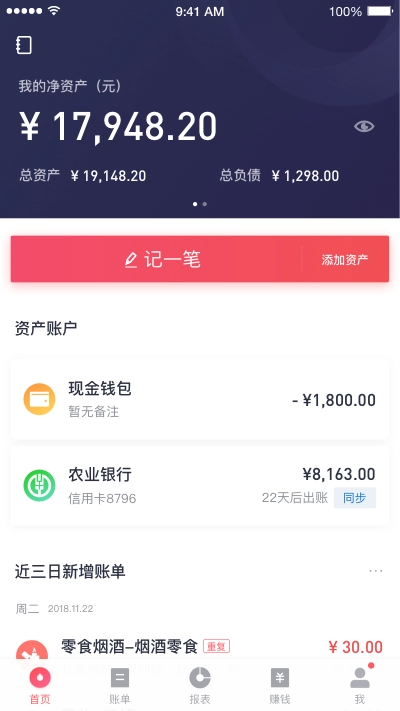 9:41 AM 100%
我的净资产（元）
¥ 17,948.20
总资产 ¥ 19,148.20 总负债 ¥ 1,298.00
记一笔 添加资产
资产账户
现金钱包
暂无备注
- ¥1,800.00
农业银行 ¥8,163.00
信用卡8796 22天后出账 同步
近三日新增账单 ...
周二 2018.11.22
零食烟酒-烟酒零食 重复 ¥ 30.00
首页 账单 报表 赚钱 我